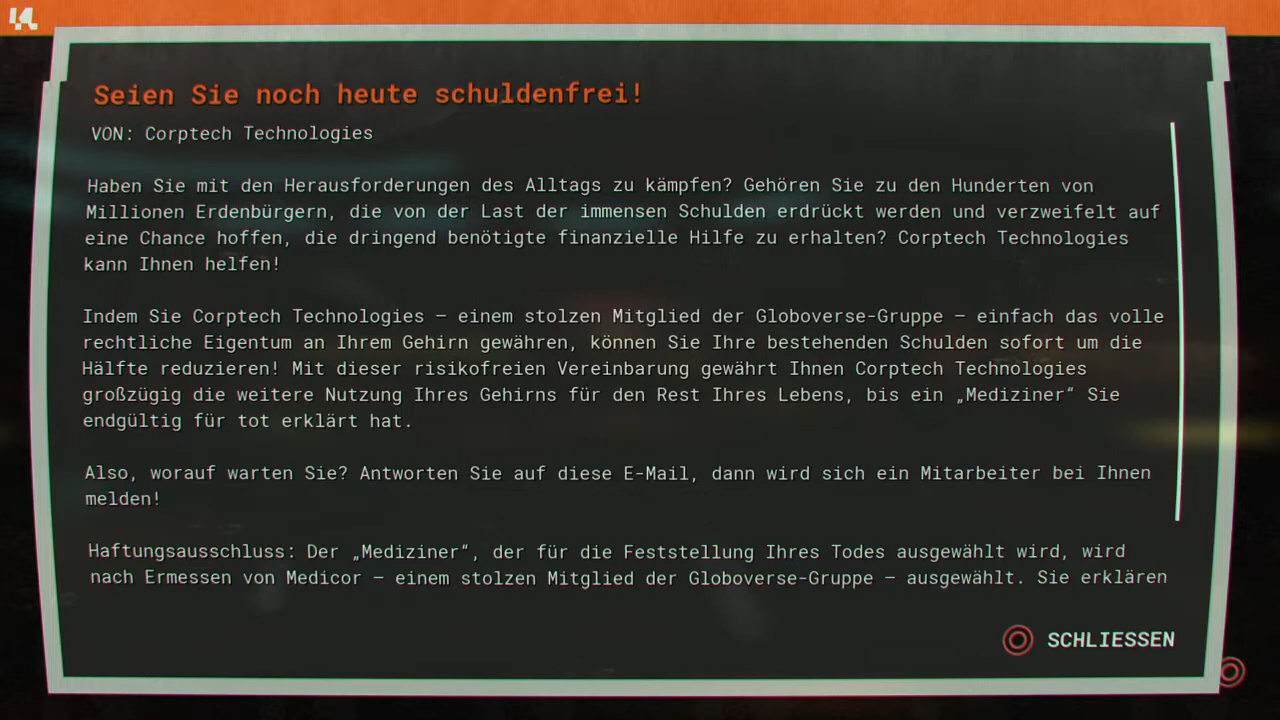 Seien Sie noch heute schuldenfrei!
VON: Corptech Technologies
Haben Sie mit den Herausforderungen des Alltags zu kämpfen? Gehören Sie zu den Hunderten von
Millionen Erdenbürgern, die von der Last der immensen Schulden erdrückt werden und verzweifelt auf
eine Chance hoffen, die dringend benötigte finanzielle Hilfe zu erhalten? Corptech Technologies
kann Ihnen helfen!
Indem Sie Corptech Technologies – einem stolzen Mitglied der Globoverse-Gruppe – einfach das volle
rechtliche Eigentum an Ihrem Gehirn gewähren, können Sie Ihre bestehenden Schulden sofort um die
Hälfte reduzieren! Mit dieser risikofreien Vereinbarung gewährt Ihnen Corptech Technologies
großzügig die weitere Nutzung Ihres Gehirns für den Rest Ihres Lebens, bis ein „Mediziner“ Sie
endgültig für tot erklärt hat.
Also, worauf warten Sie? Antworten Sie auf diese E-Mail, dann wird sich ein Mitarbeiter bei Ihnen
melden!
Haftungsausschluss: Der „Mediziner“, der für die Feststellung Ihres Todes ausgewählt wird, wird
nach Ermessen von Medicor – einem stolzen Mitglied der Globoverse-Gruppe – ausgewählt. Sie erklären
SCHLIESSEN